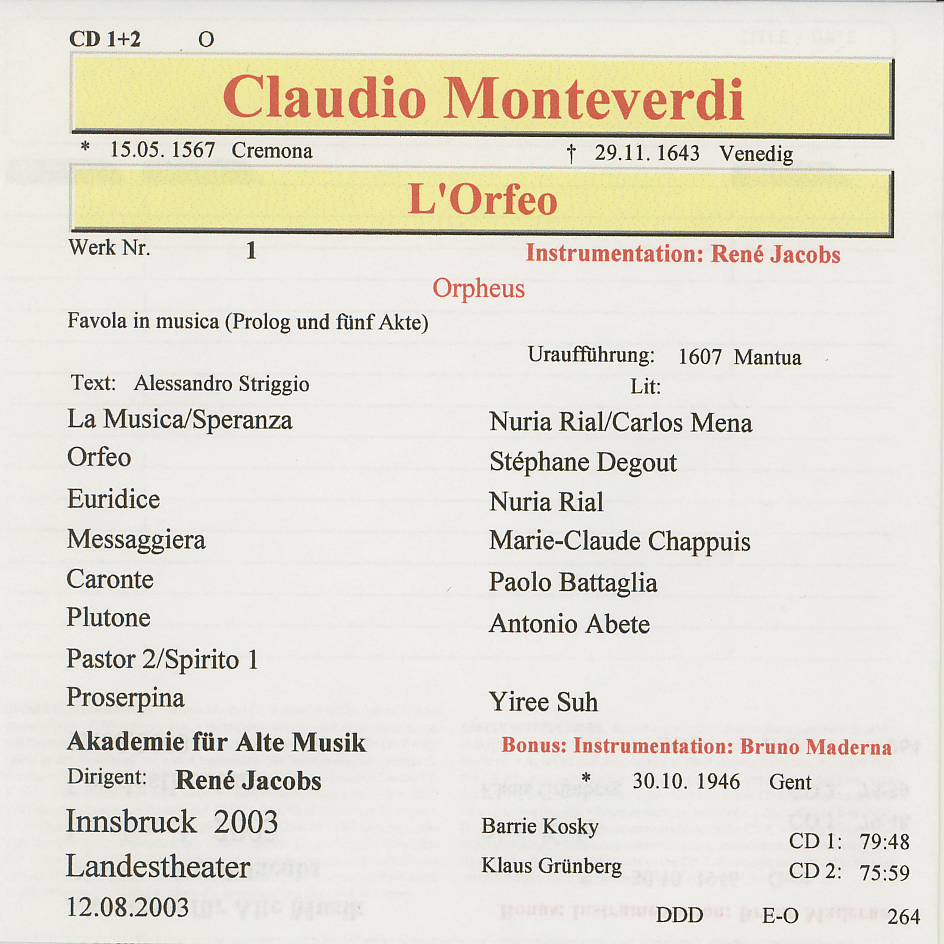 CD 1+2 O
Claudio Monteverdi
* 15.05. 1567 Cremona † 29.11. 1643 Venedig
L'Orfeo
Werk Nr. 1 Instrumentation: René Jacobs
Orpheus
Favola in musica (Prolog und fünf Akte)
Uraufführung: 1607 Mantua
Text: Alessandro Striggio Lit:
La Musica/Speranza Nuria Rial/Carlos Mena
Orfeo Stéphane Degout
Euridice Nuria Rial
Messaggiera Marie-Claude Chappuis
Caronte Paolo Battaglia
Plutone Antonio Abete
Pastor 2/Spirito 1
Proserpina Yiree Suh
Akademie für Alte Musik Bonus: Instrumentation: Bruno Maderna
Dirigent: René Jacobs * 30.10. 1946 Gent
Innsbruck 2003 Barrie Kosky CD 1: 79:48
Landestheater Klaus Grünberg CD 2: 75:59
12.08.2003 DDD E-O 264